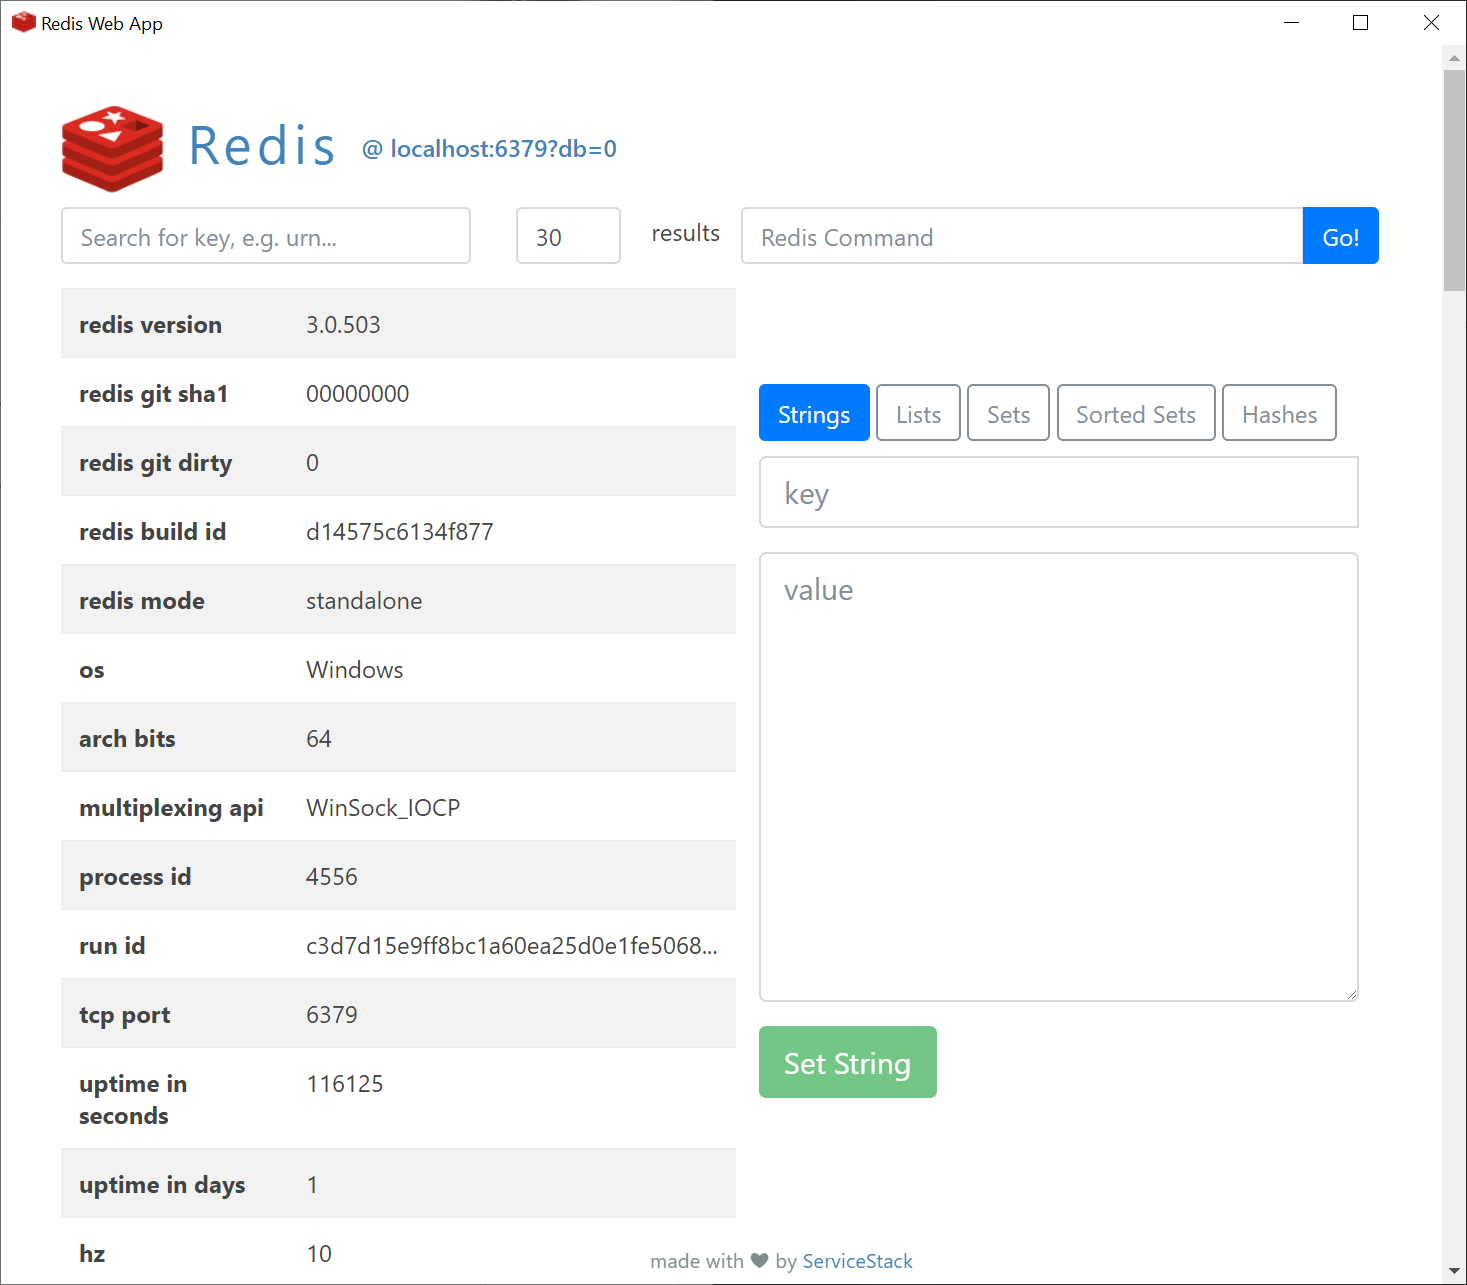 Redis Web App
Redis @ localhost:6379?db=0
Search for key, e.g. urn... 30 results Redis Command Go!
redis version 3.0.503
redis git sha1 00000000
redis git dirty 0
redis build id d14575c6134f877
redis mode standalone
os Windows
arch bits 64
multiplexing api WinSock_IOCP
process id 4556
run id c3d7d15e9ff8bc1a60ea25d0e1fe5068...
tcp port 6379
uptime in 116125
seconds
uptime in days 1
hz 10
Strings Lists Sets Sorted Sets Hashes
key
value
Set String
made with ♥ by ServiceStack